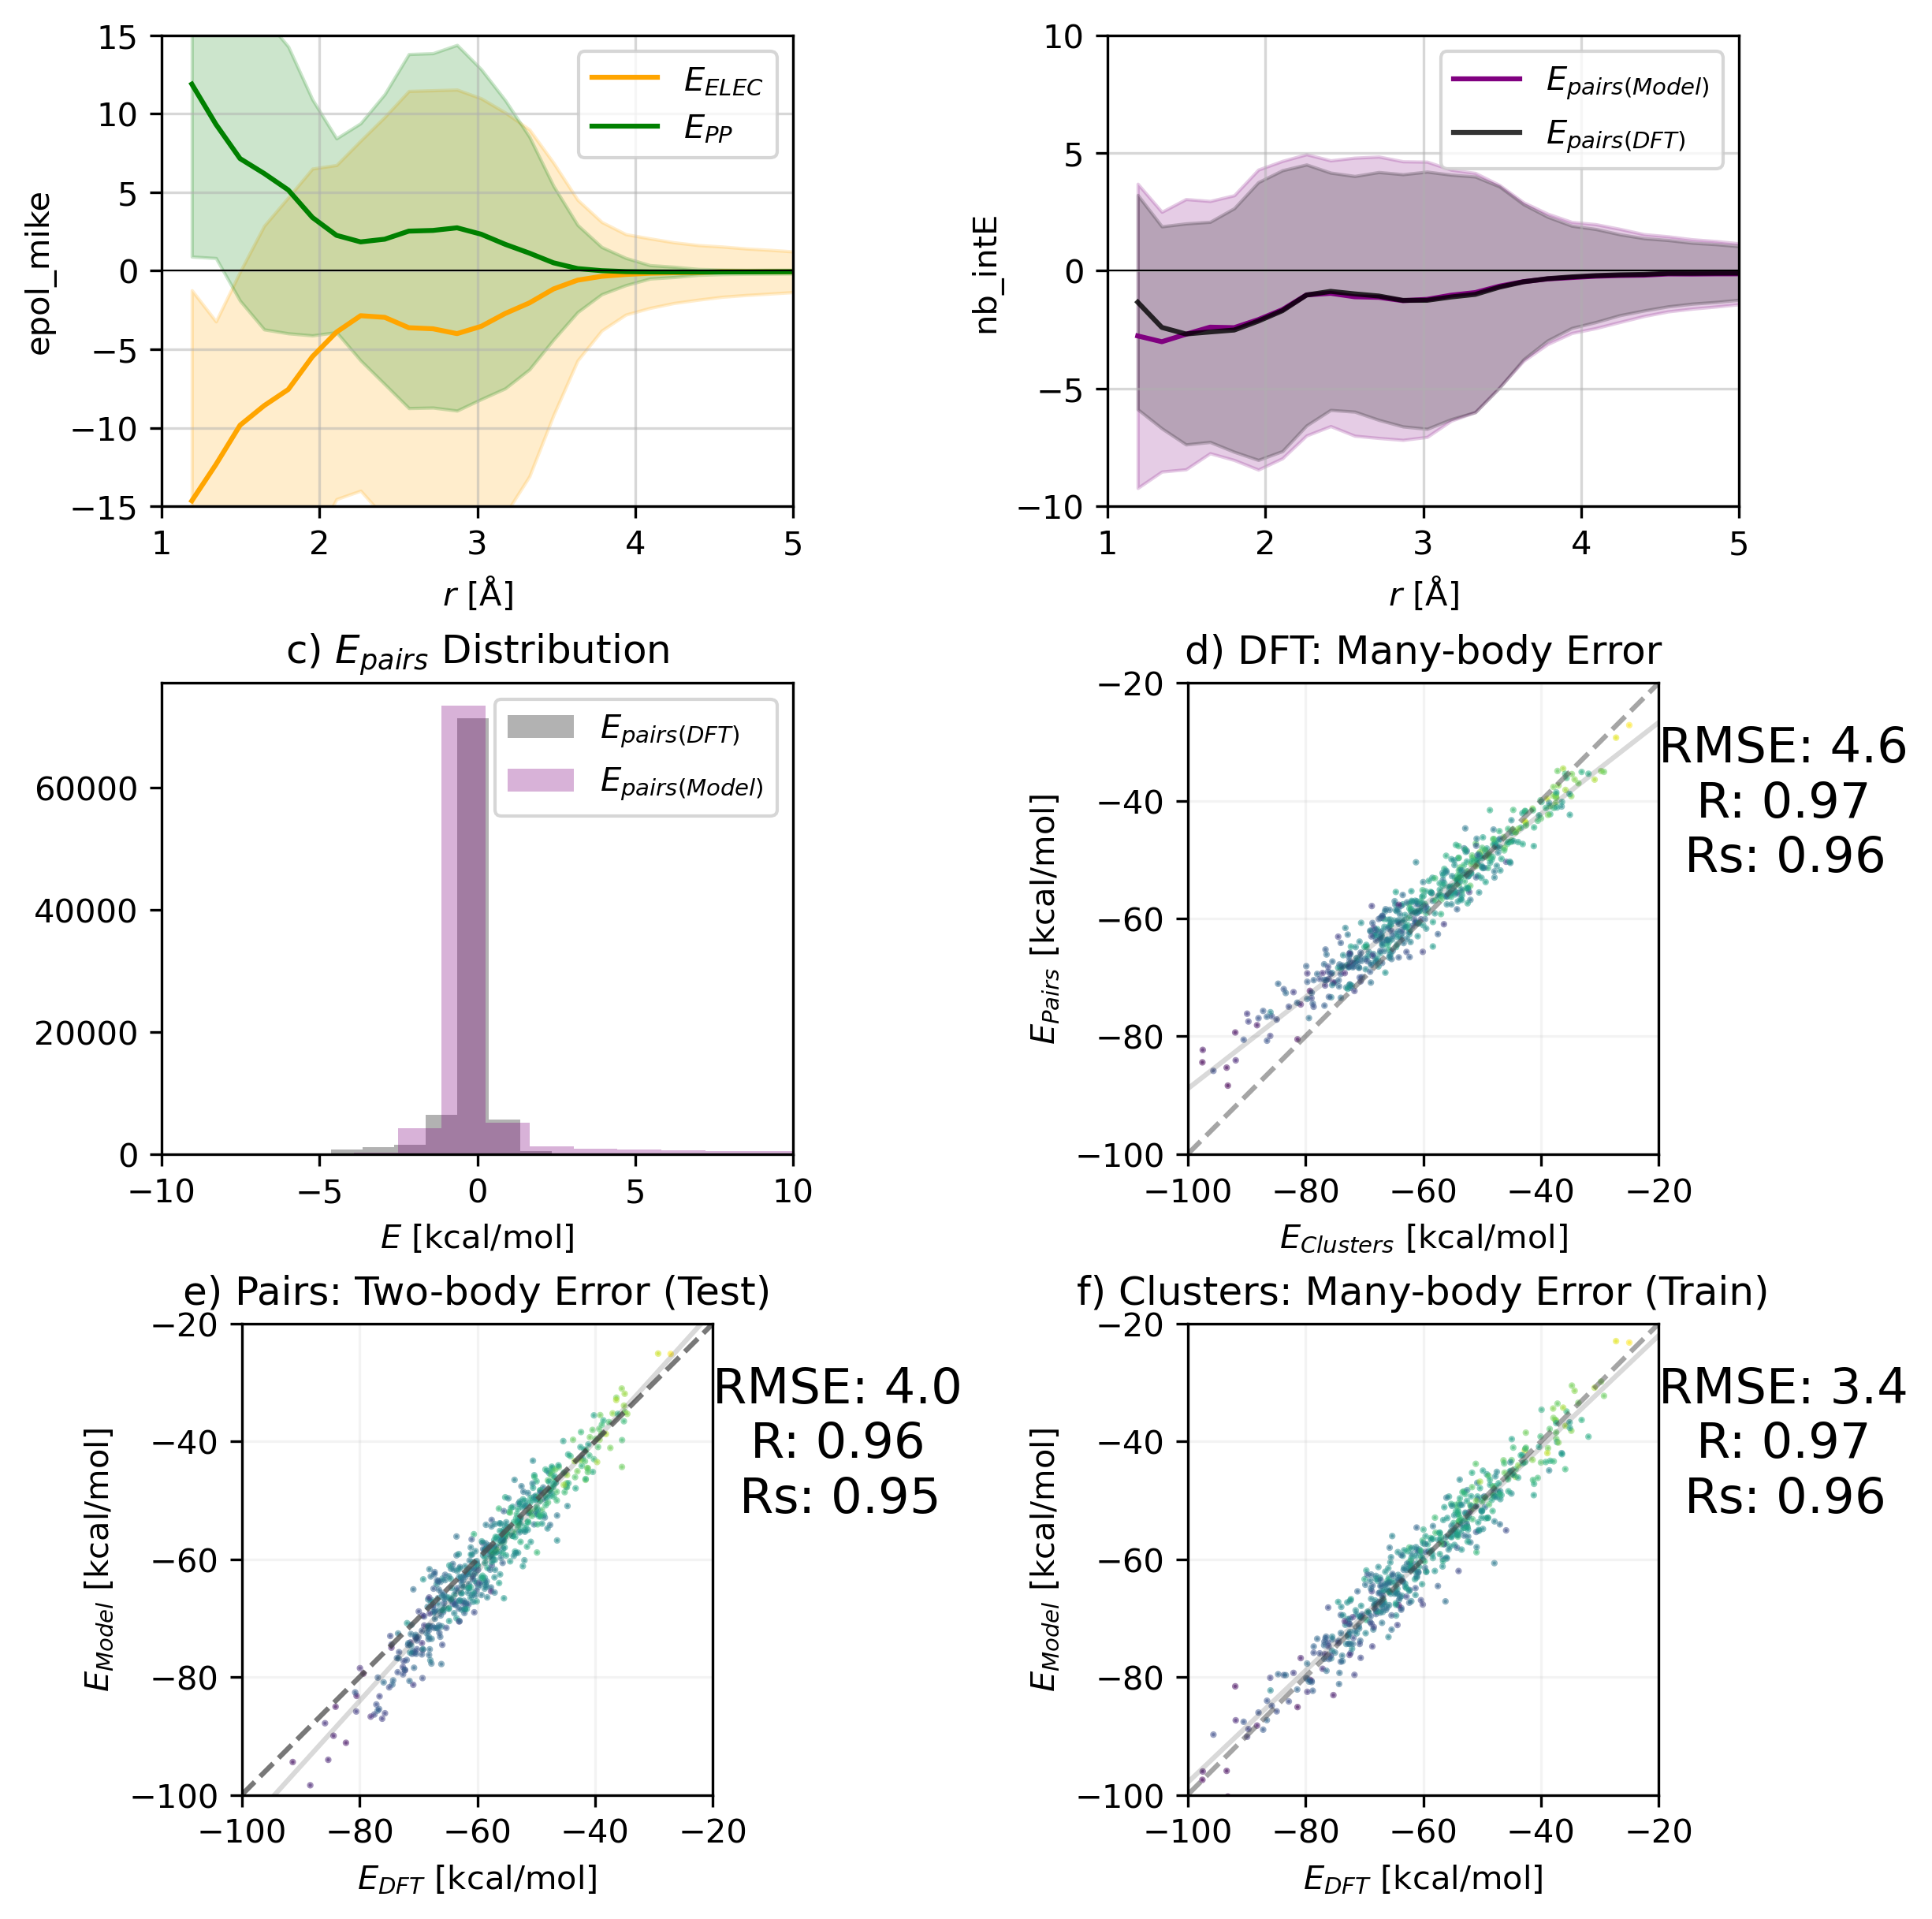 15
10
5
0
−5
−10
−15
epol_mike
E_ELEC
E_PP
1 2 3 4 5
r [Å]
10
5
0
−5
−10
nb_intE
E_pairs(Model)
E_pairs(DFT)
1 2 3 4 5
r [Å]
c) E_pairs Distribution
60000
40000
20000
0
E_pairs(DFT)
E_pairs(Model)
−10 −5 0 5 10
E [kcal/mol]
d) DFT: Many-body Error
−20
−40
−60
−80
−100
E_Pairs [kcal/mol]
RMSE: 4.6
R: 0.97
Rs: 0.96
−100 −80 −60 −40 −20
E_Clusters [kcal/mol]
e) Pairs: Two-body Error (Test)
−20
−40
−60
−80
−100
E_Model [kcal/mol]
RMSE: 4.0
R: 0.96
Rs: 0.95
−100 −80 −60 −40 −20
E_DFT [kcal/mol]
f) Clusters: Many-body Error (Train)
−20
−40
−60
−80
−100
E_Model [kcal/mol]
RMSE: 3.4
R: 0.97
Rs: 0.96
−100 −80 −60 −40 −20
E_DFT [kcal/mol]